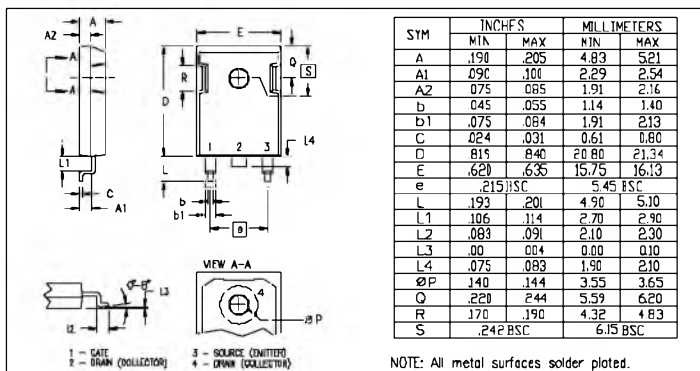 A
A2
A
A
L1
C
A1
E
Q
S
R
D
1 2 3
L4
L
b
b1
e
VIEW A-A
4
L3
øP
1 - GATE
2 - DRAIN (COLLECTOR)
3 - SOURCE (EMITTER)
4 - DRAIN (COLLECTOR)
SYM INCHES MILLIMETERS
MIN MAX MIN MAX
A .190 .205 4.83 5.21
A1 .090 .100 2.29 2.54
A2 .075 .085 1.91 2.16
b .045 .055 1.14 1.40
b1 .075 .084 1.91 2.13
C .024 .031 0.61 0.80
D .819 .840 20.80 21.34
E .620 .635 15.75 16.13
e .215 BSC 5.45 BSC
L .193 .201 4.90 5.10
L1 .106 .114 2.70 2.90
L2 .083 .091 2.10 2.30
L3 .00 .004 0.00 0.10
L4 .075 .083 1.90 2.10
øP .140 .144 3.55 3.65
Q .220 .244 5.59 6.20
R .170 .190 4.32 4.83
S .242 BSC 6.15 BSC
NOTE: All metal surfaces solder plated.